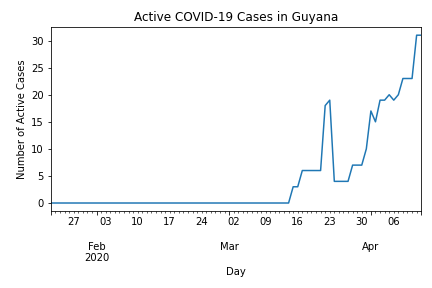 Active COVID-19 Cases in Guyana
Number of Active Cases
30
25
20
15
10
5
0
27 03 10 17 24 02 09 16 23 30 06
Feb Mar Apr
2020
Day